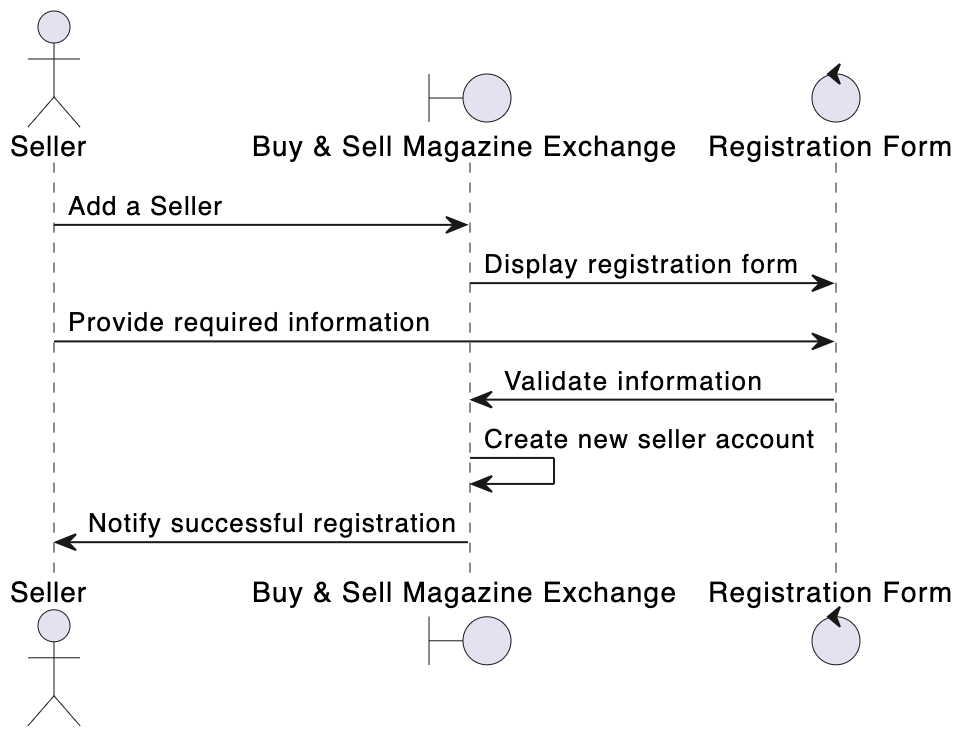 Seller
Buy & Sell Magazine Exchange
Registration Form
Add a Seller
Display registration form
Provide required information
Validate information
Create new seller account
Notify successful registration
Seller
Buy & Sell Magazine Exchange
Registration Form